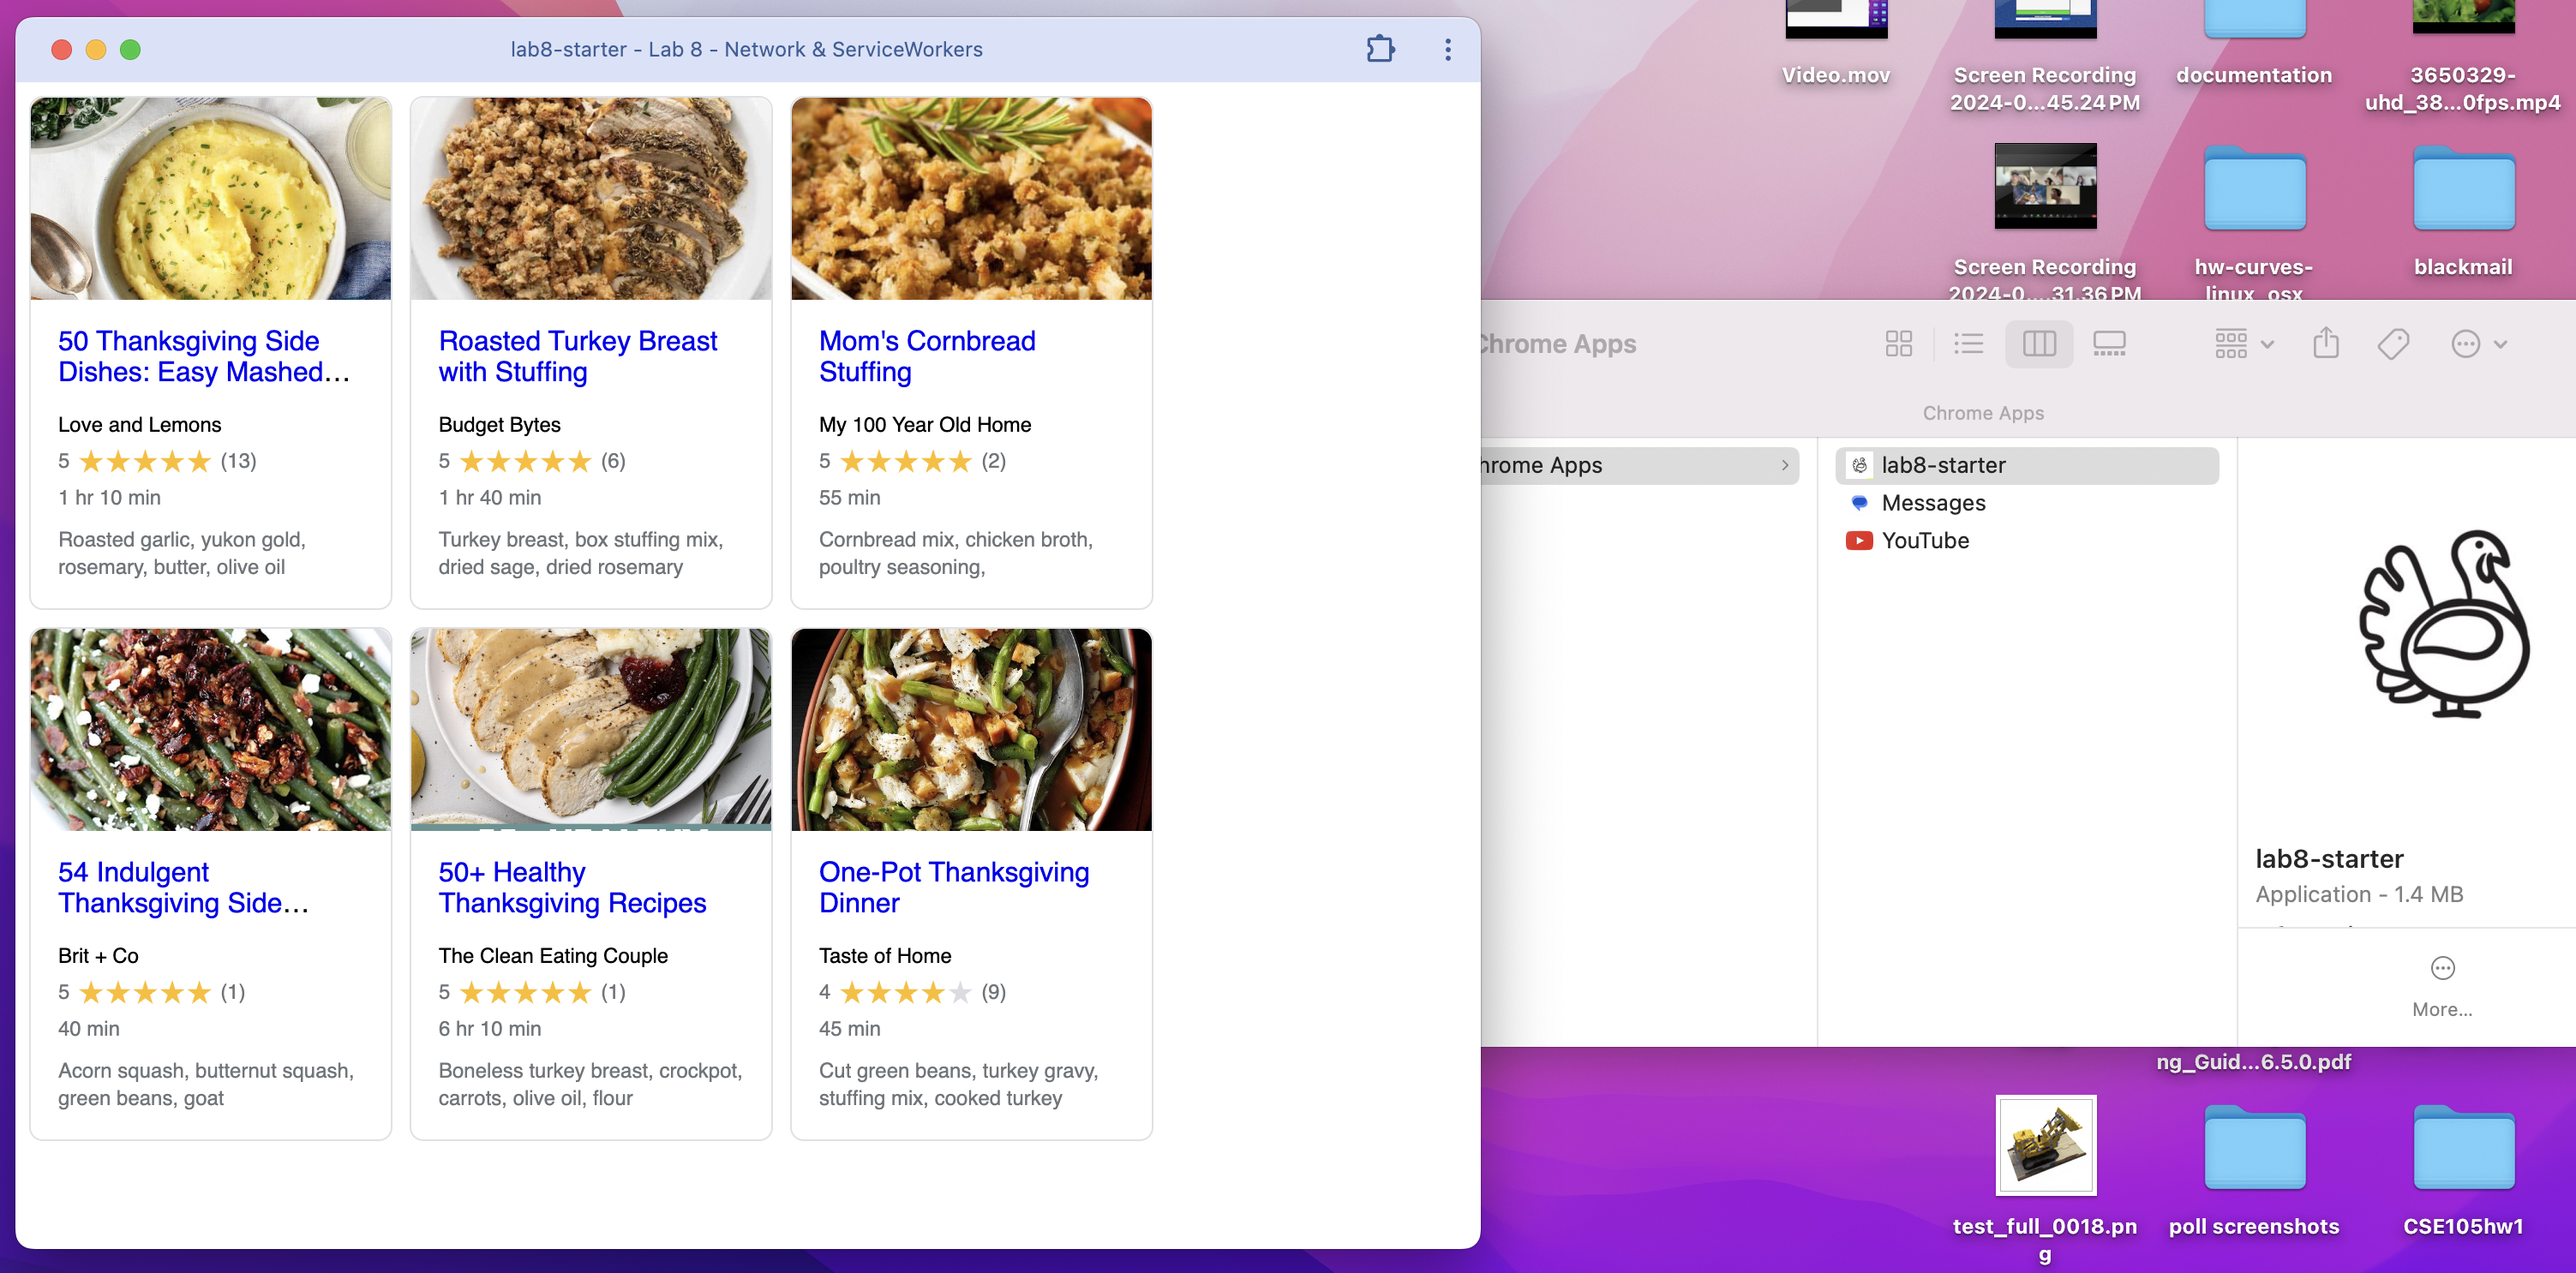 lab8-starter - Lab 8 - Network & ServiceWorkers
50 Thanksgiving Side
Dishes: Easy Mashed...
Love and Lemons
5 ★★★★★ (13)
1 hr 10 min
Roasted garlic, yukon gold,
rosemary, butter, olive oil
Roasted Turkey Breast
with Stuffing
Budget Bytes
5 ★★★★★ (6)
1 hr 40 min
Turkey breast, box stuffing mix,
dried sage, dried rosemary
Mom's Cornbread
Stuffing
My 100 Year Old Home
5 ★★★★★ (2)
55 min
Cornbread mix, chicken broth,
poultry seasoning,
54 Indulgent
Thanksgiving Side...
Brit + Co
5 ★★★★★ (1)
40 min
Acorn squash, butternut squash,
green beans, goat
50+ Healthy
Thanksgiving Recipes
The Clean Eating Couple
5 ★★★★★ (1)
6 hr 10 min
Boneless turkey breast, crockpot,
carrots, olive oil, flour
One-Pot Thanksgiving
Dinner
Taste of Home
4 ★★★★★ (9)
45 min
Cut green beans, turkey gravy,
stuffing mix, cooked turkey
Video.mov
Screen Recording
2024-0...45.24 PM
documentation
3650329-
uhd_38...0fps.mp4
Screen Recording
2024-0....31.36 PM
hw-curves-
linux_osx
blackmail
Chrome Apps
Chrome Apps
hrome Apps
lab8-starter
Messages
YouTube
lab8-starter
Application - 1.4 MB
More...
ng_Guid...6.5.0.pdf
test_full_0018.pn
g
poll screenshots
CSE105hw1